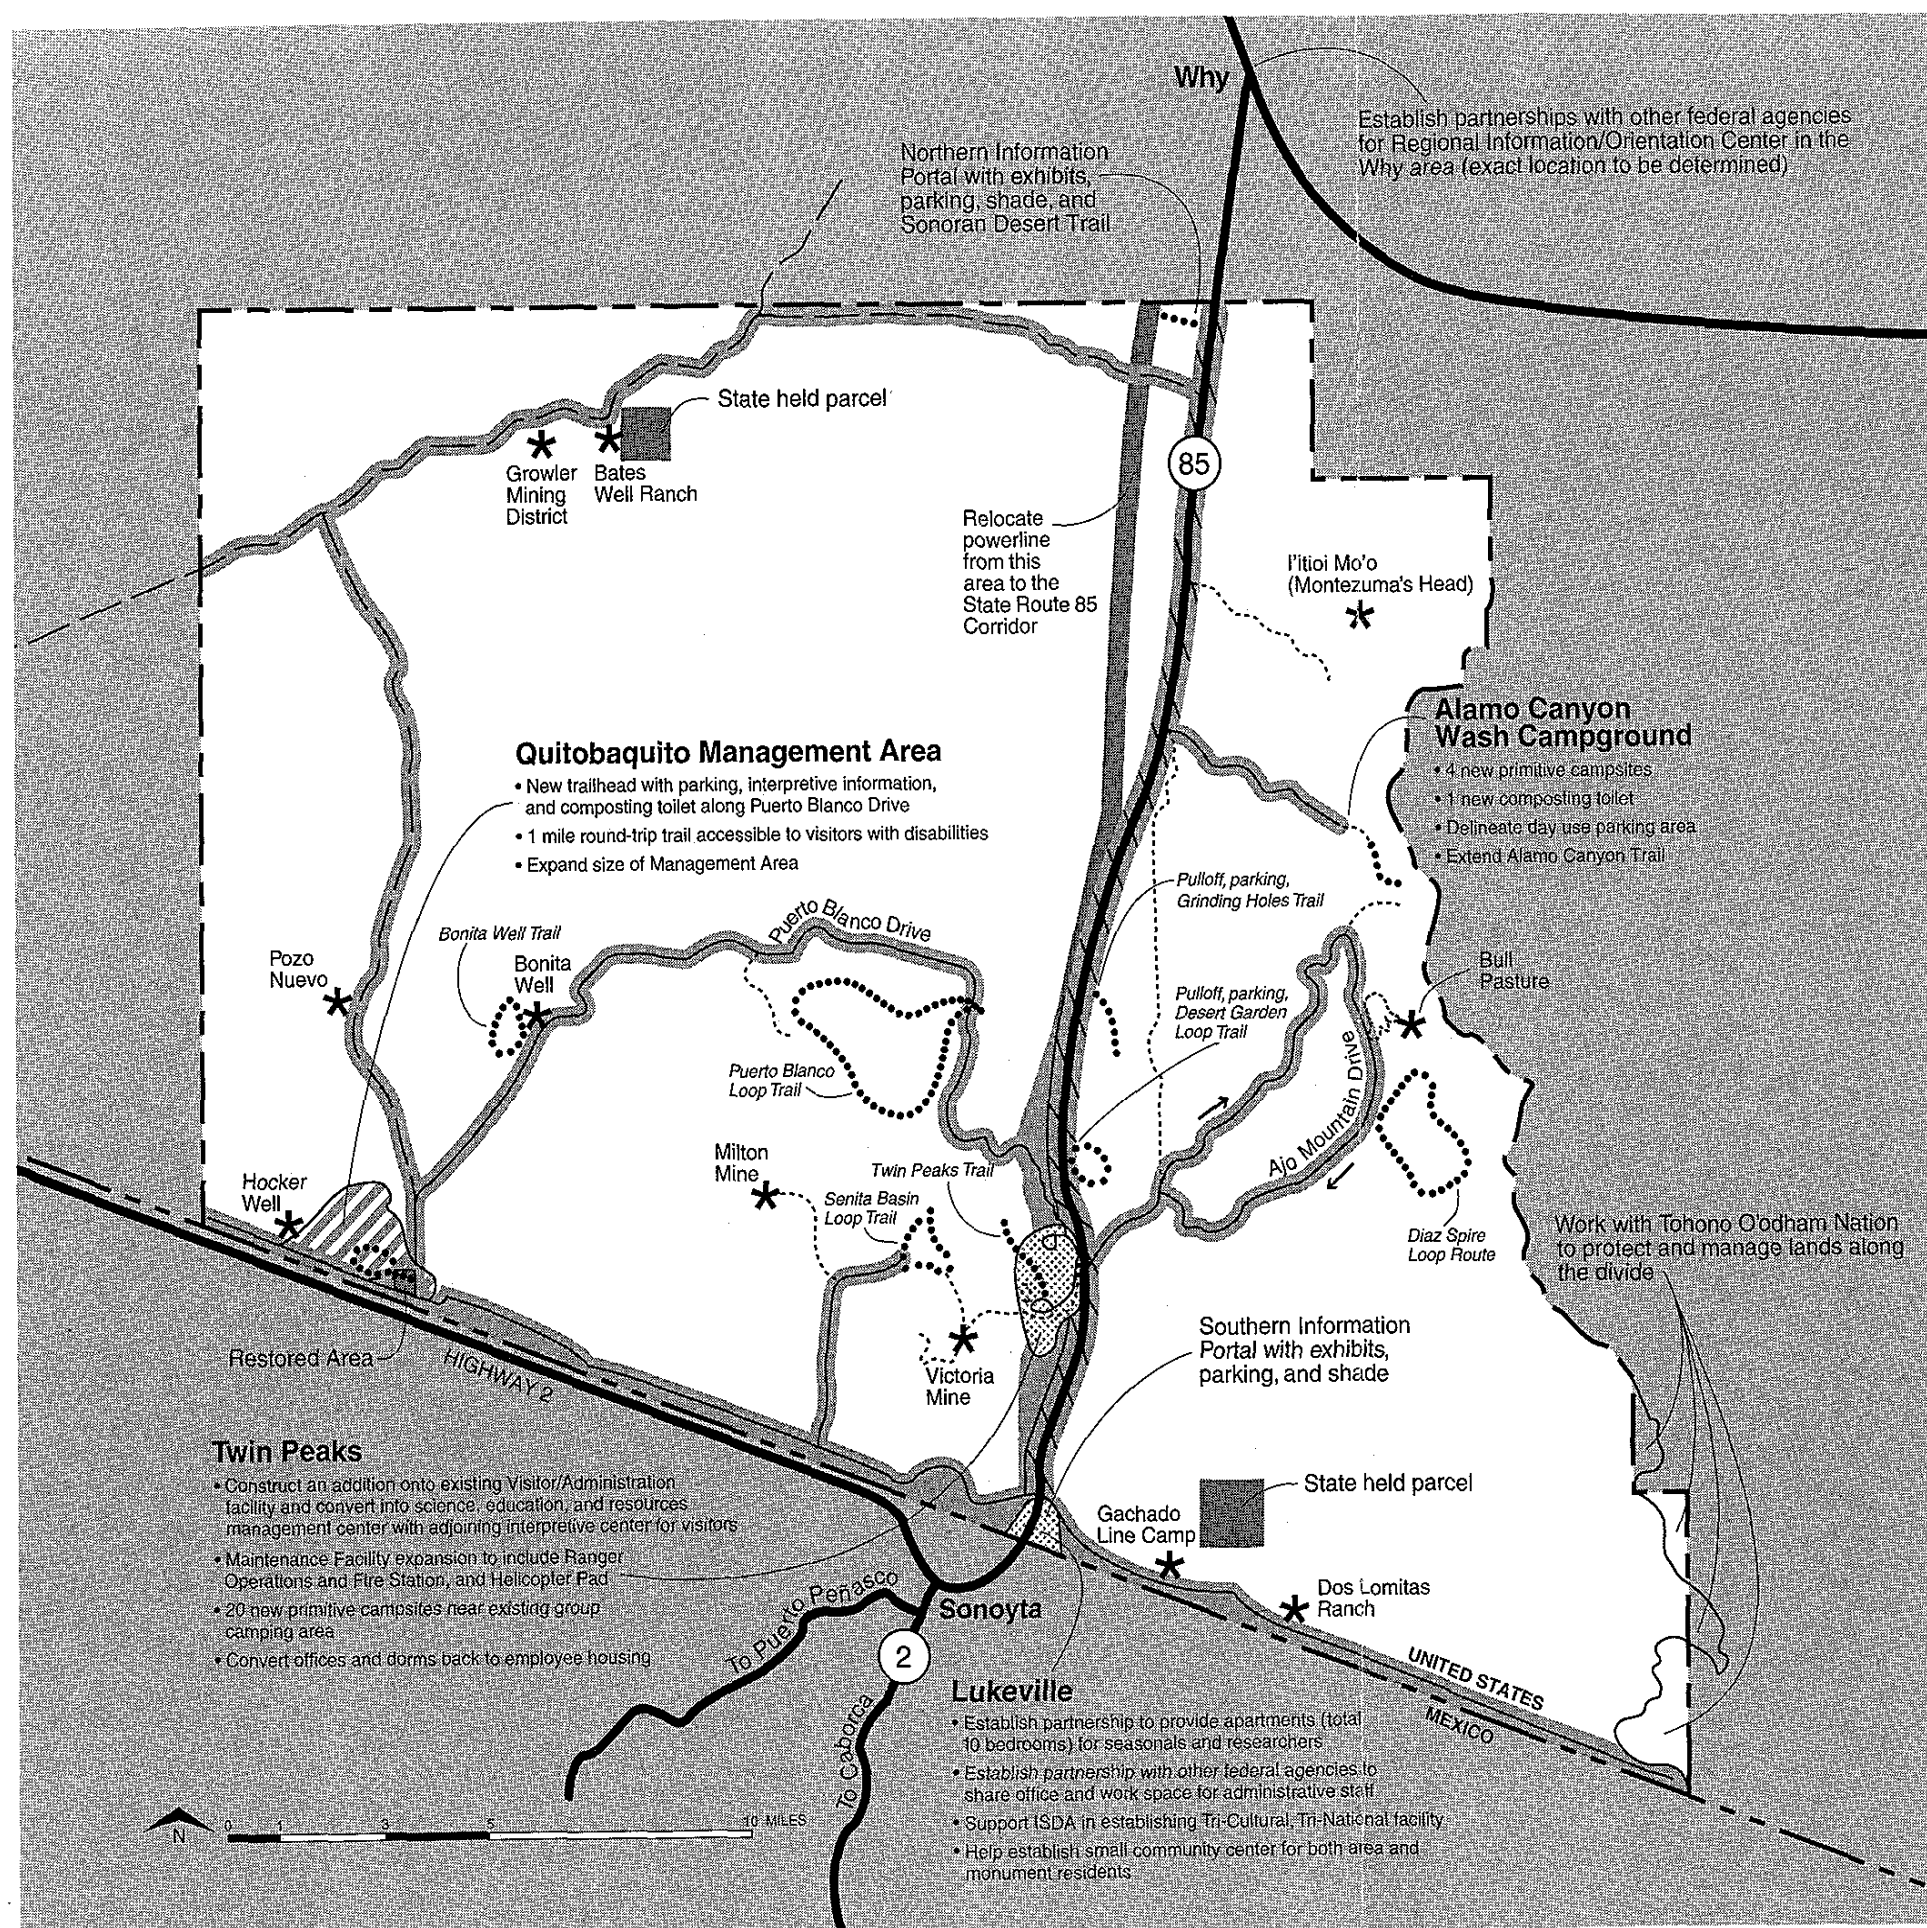 Why
Establish partnerships with other federal agencies
for Regional Information/Orientation Center in the
Why area (exact location to be determined)
Northern Information
Portal with exhibits,
parking, shade, and
Sonoran Desert Trail
State held parcel
Growler
Mining
District
Bates
Well Ranch
85
Relocate
powerline
from this
area to the
State Route 85
Corridor
I'itioi Mo'o
(Montezuma's Head)
Alamo Canyon
Wash Campground
• 4 new primitive campsites
• 1 new composting toilet
• Delineate day use parking area
• Extend Alamo Canyon Trail
Quitobaquito Management Area
• New trailhead with parking, interpretive information,
and composting toilet along Puerto Blanco Drive
• 1 mile round-trip trail accessible to visitors with disabilities
• Expand size of Management Area
Pulloff, parking,
Grinding Holes Trail
Puerto Blanco Drive
Bonita Well Trail
Bonita
Well
Pozo
Nuevo
Bull
Pasture
Pulloff, parking,
Desert Garden
Loop Trail
Puerto Blanco
Loop Trail
Ajo Mountain Drive
Milton
Mine
Twin Peaks Trail
Senita Basin
Loop Trail
Hocker
Well
Diaz Spire
Loop Route
Work with Tohono O'odham Nation
to protect and manage lands along
the divide
Southern Information
Portal with exhibits,
parking, and shade
Restored Area
HIGHWAY 2
Victoria
Mine
Twin Peaks
• Construct an addition onto existing Visitor/Administration
facility and convert into science, education, and resources
management center with adjoining interpretive center for visitors
• Maintenance Facility expansion to include Ranger
Operations and Fire Station, and Helicopter Pad
• 20 new primitive campsites near existing group
camping area
• Convert offices and dorms back to employee housing
State held parcel
Gachado
Line Camp
Dos Lomitas
Ranch
To Puerto Peñasco
Sonoyta
2
To Caborca
UNITED STATES
MEXICO
Lukeville
• Establish partnership to provide apartments (total
10 bedrooms) for seasonals and researchers
• Establish partnership with other federal agencies to
share office and work space for administrative staff
• Support ISDA in establishing Tri-Cultural, Tri-National facility
• Help establish small community center for both area and
monument residents
N
0 1 3 5 10 MILES